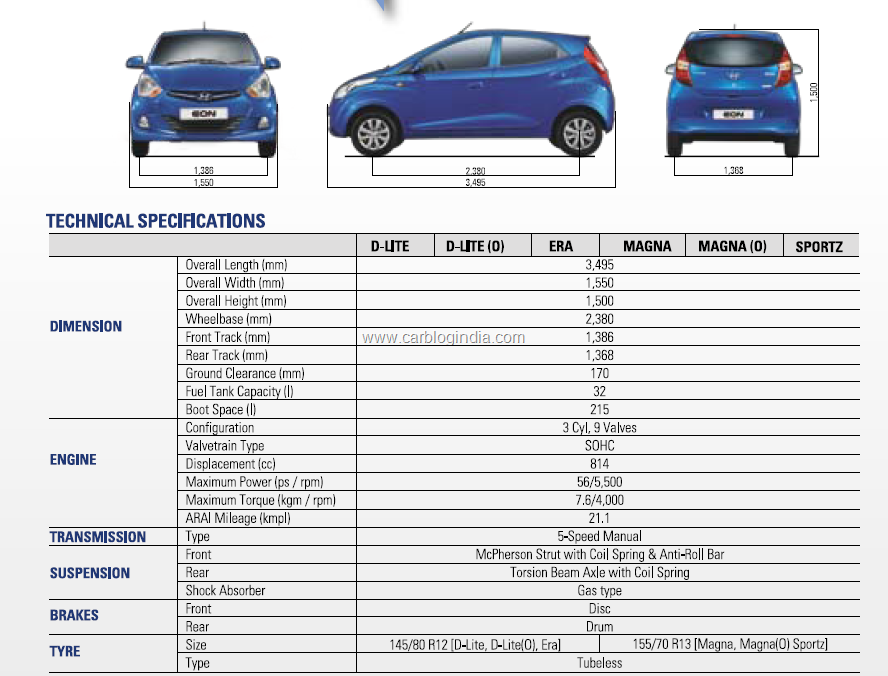 EON
EON
1,500
1,386
1,550
2,380
3,495
1,368
TECHNICAL SPECIFICATIONS
D-LITE D-LITE (O) ERA MAGNA MAGNA (O) SPORTZ
DIMENSION
Overall Length (mm) 3,495
Overall Width (mm) 1,550
Overall Height (mm) 1,500
Wheelbase (mm) 2,380
Front Track (mm) 1,386
www.carblogindia.com
Rear Track (mm) 1,368
Ground Clearance (mm) 170
Fuel Tank Capacity (l) 32
Boot Space (l) 215
ENGINE
Configuration 3 Cyl, 9 Valves
Valvetrain Type SOHC
Displacement (cc) 814
Maximum Power (ps / rpm) 56/5,500
Maximum Torque (kgm / rpm) 7.6/4,000
ARAI Mileage (kmpl) 21.1
TRANSMISSION Type 5-Speed Manual
SUSPENSION
Front McPherson Strut with Coil Spring & Anti-Roll Bar
Rear Torsion Beam Axle with Coil Spring
Shock Absorber Gas type
BRAKES
Front Disc
Rear Drum
TYRE
Size 145/80 R12 [D-Lite, D-Lite(O), Era] 155/70 R13 [Magna, Magna(O) Sportz]
Type Tubeless